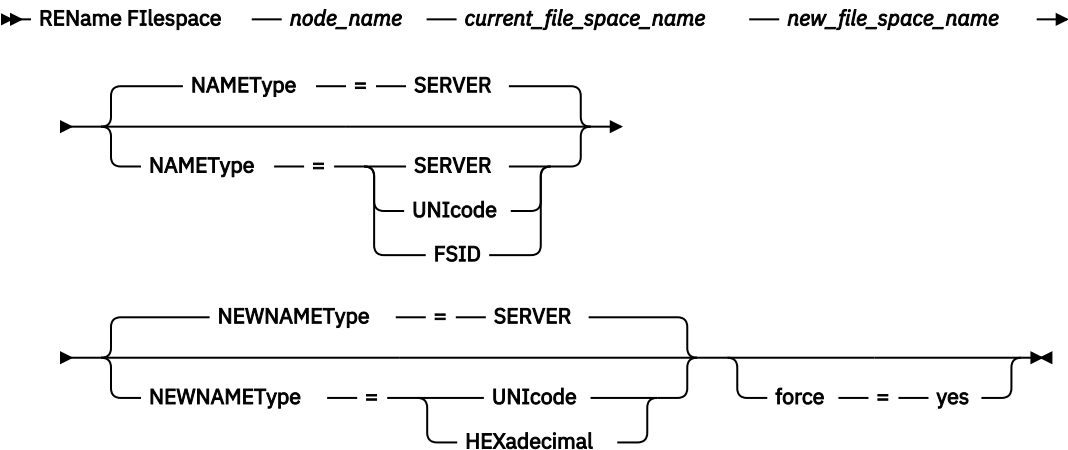 REName FIlespace node_name current_file_space_name new_file_space_name
NAMEType = SERVER
NAMEType = SERVER
UNIcode
FSID
NEWNAMEType = SERVER
NEWNAMEType = UNIcode force = yes
HEXadecimal